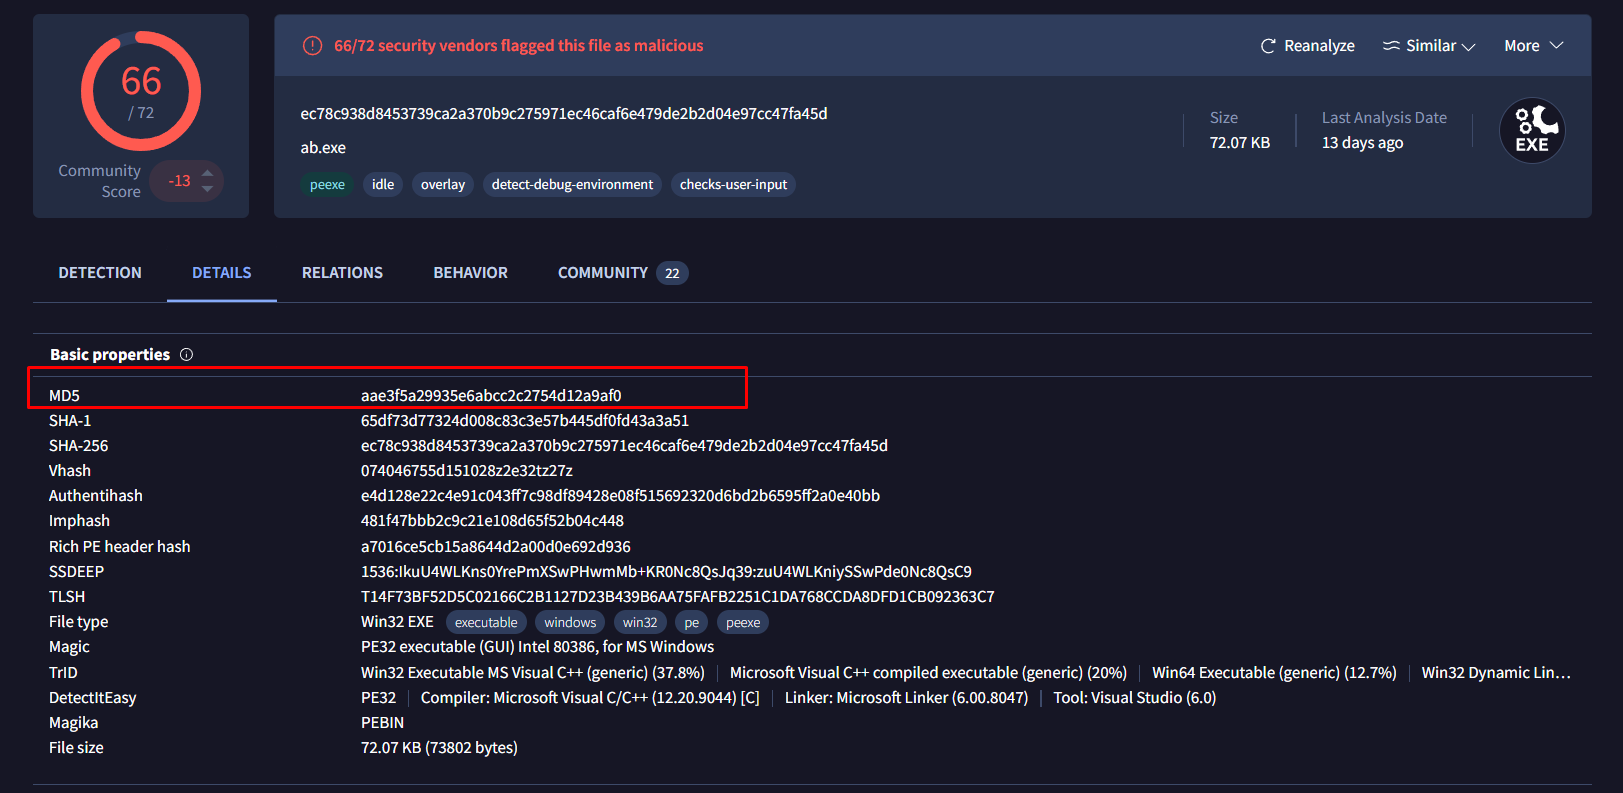 66
/ 72
Community
Score
-13
66/72 security vendors flagged this file as malicious
Reanalyze
Similar
More
ec78c938d8453739ca2a370b9c275971ec46caf6e479de2b2d04e97cc47fa45d
ab.exe
peexe idle overlay detect-debug-environment checks-user-input
Size
72.07 KB
Last Analysis Date
13 days ago
EXE
DETECTION DETAILS RELATIONS BEHAVIOR COMMUNITY 22
Basic properties
MD5 aae3f5a29935e6abcc2c2754d12a9af0
SHA-1 65df73d77324d008c83c3e57b445df0fd43a3a51
SHA-256 ec78c938d8453739ca2a370b9c275971ec46caf6e479de2b2d04e97cc47fa45d
Vhash 074046755d151028z2e32tz27z
Authentihash e4d128e22c4e91c043ff7c98df89428e08f515692320d6bd2b6595ff2a0e40bb
Imphash 481f47bbb2c9c21e108d65f52b04c448
Rich PE header hash a7016ce5cb15a8644d2a00d0e692d936
SSDEEP 1536:IkuU4WLKns0YrePmXSwPHwmMb+KR0Nc8QsJq39:zuU4WLKniySSwPde0Nc8QsC9
TLSH T14F73BF52D5C02166C2B1127D23B439B6AA75FAFB2251C1DA768CCDA8DFD1CB092363C7
File type Win32 EXE executable windows win32 pe peexe
Magic PE32 executable (GUI) Intel 80386, for MS Windows
TrID Win32 Executable MS Visual C++ (generic) (37.8%) Microsoft Visual C++ compiled executable (generic) (20%) Win64 Executable (generic) (12.7%) Win32 Dynamic Lin…
DetectItEasy PE32 Compiler: Microsoft Visual C/C++ (12.20.9044) [C] Linker: Microsoft Linker (6.00.8047) Tool: Visual Studio (6.0)
Magika PEBIN
File size 72.07 KB (73802 bytes)